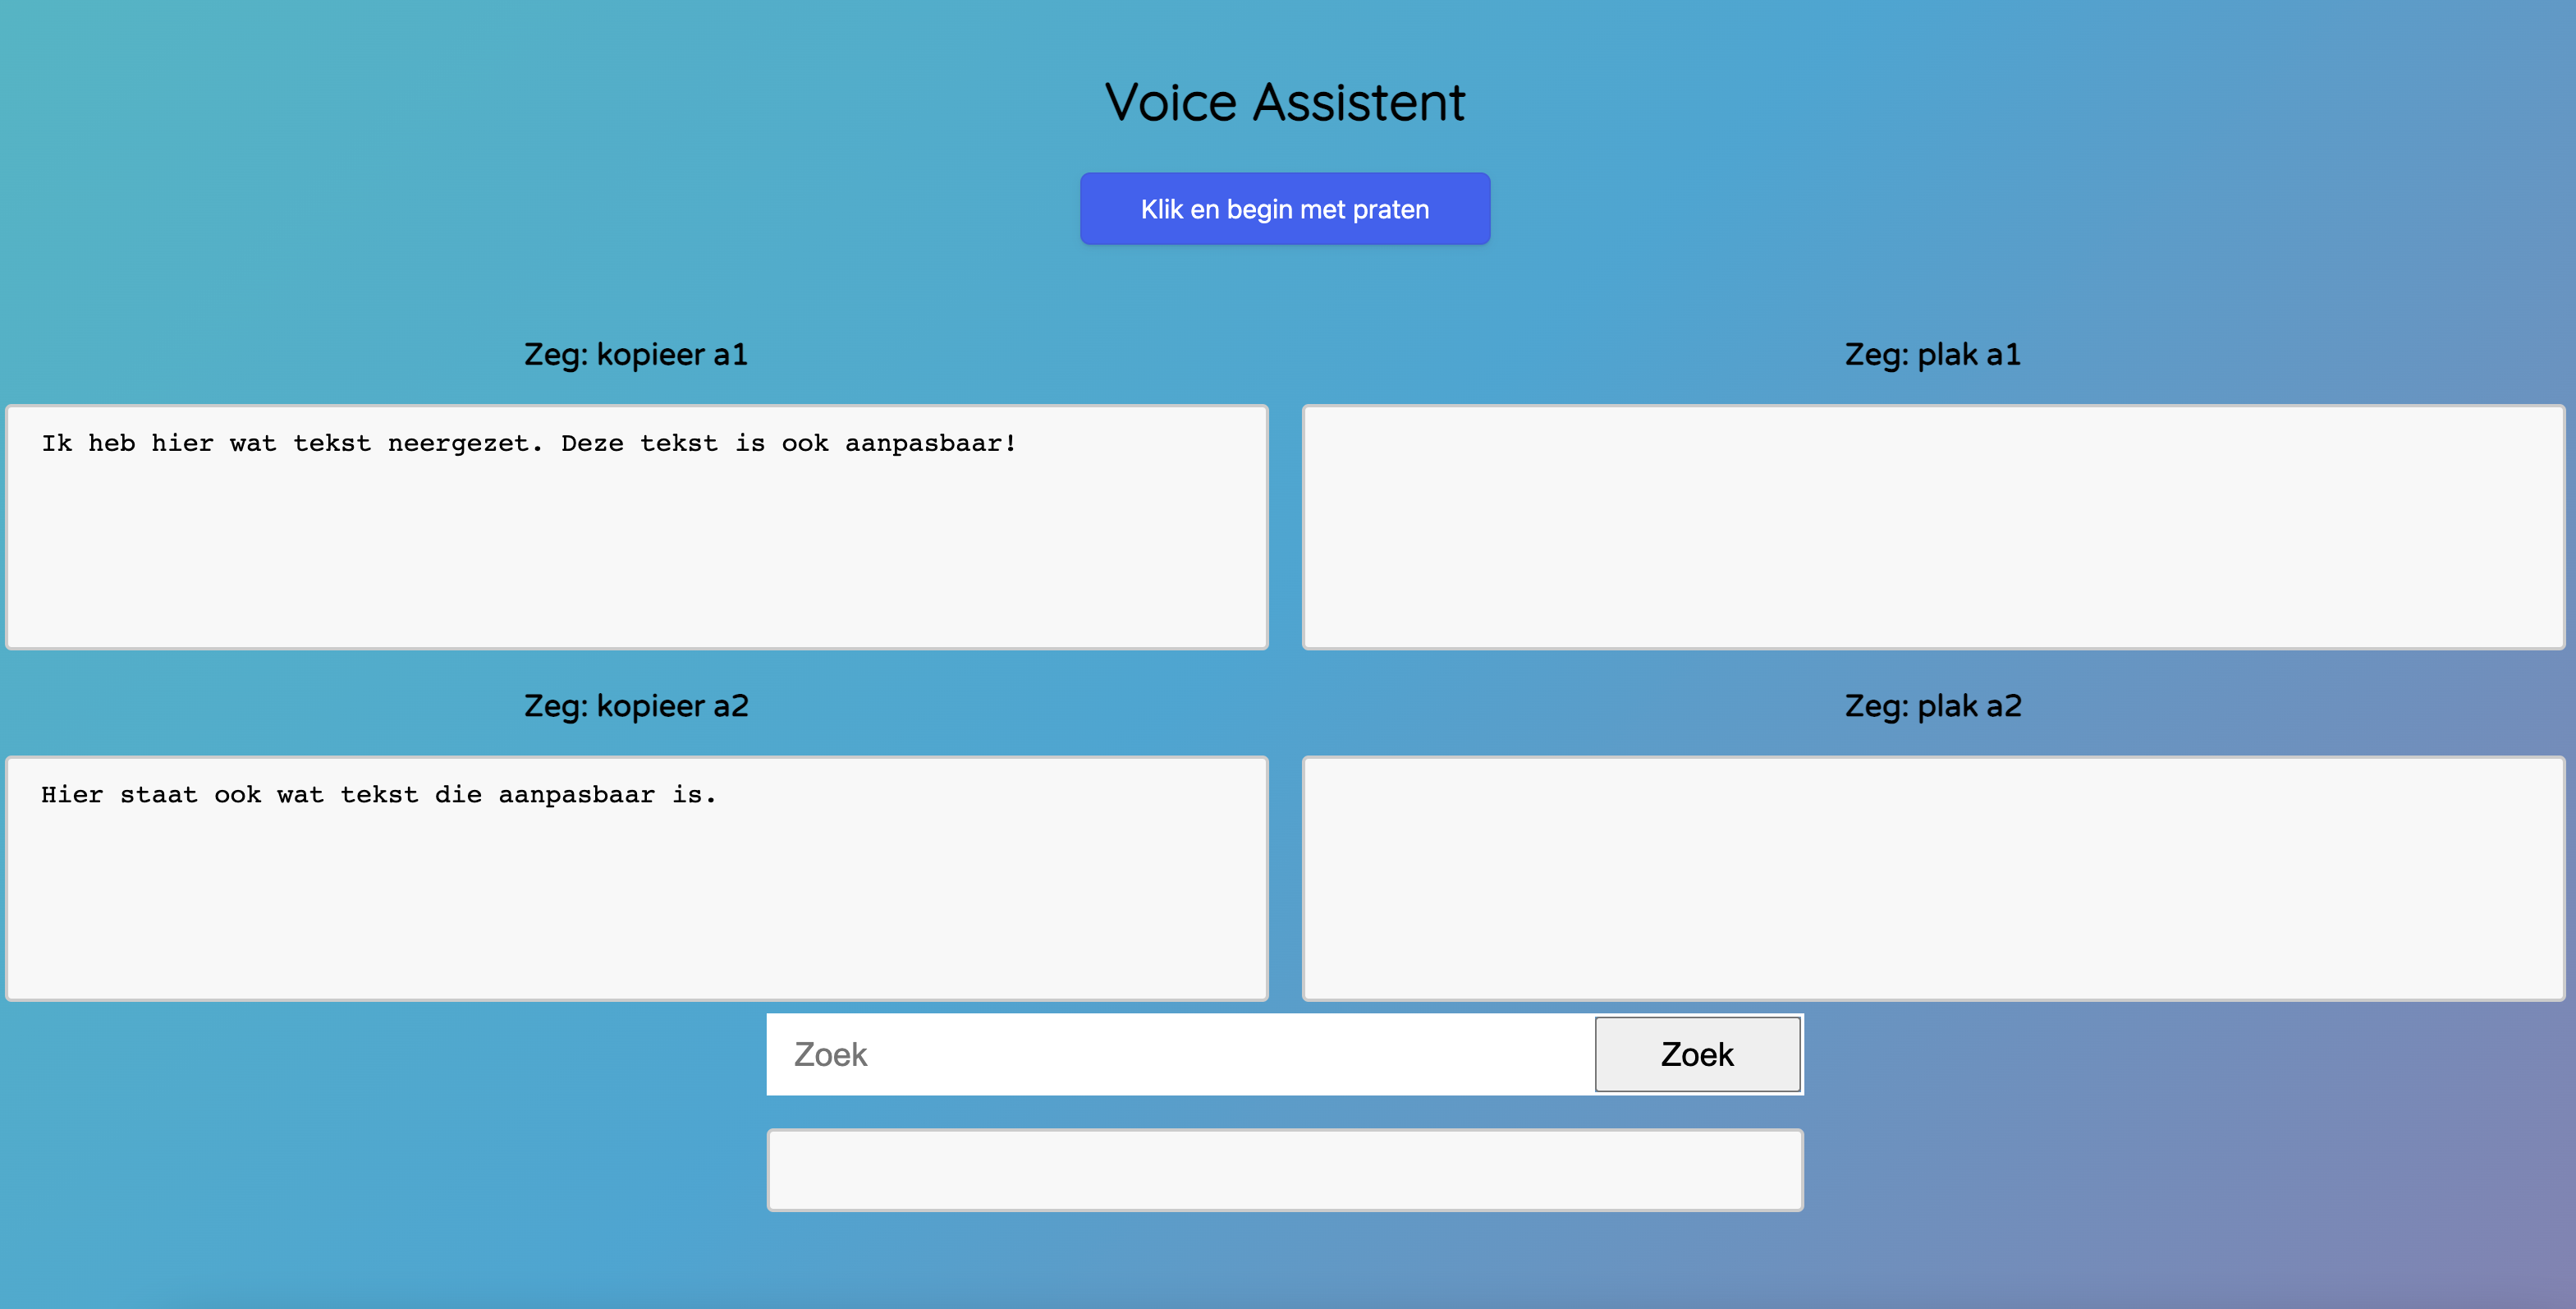 Voice Assistent
Klik en begin met praten
Zeg: kopieer a1
Zeg: plak a1
Ik heb hier wat tekst neergezet. Deze tekst is ook aanpasbaar!
Zeg: kopieer a2
Zeg: plak a2
Hier staat ook wat tekst die aanpasbaar is.
Zoek
Zoek